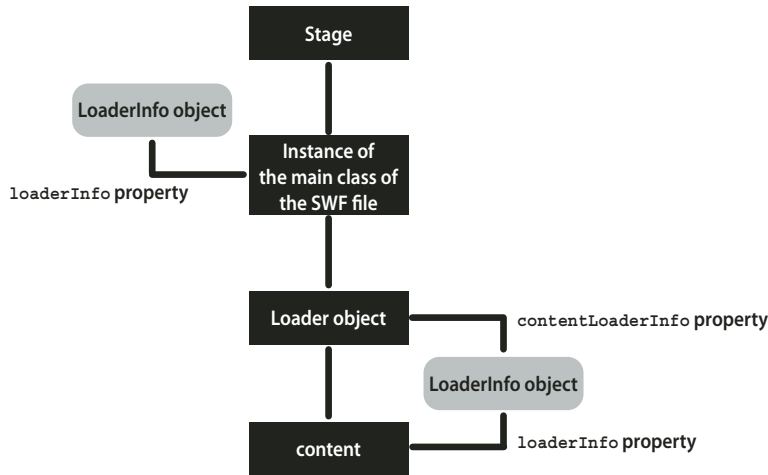 Stage
LoaderInfo object
Instance of
the main class of
the SWF file
loaderInfo property
Loader object
contentLoaderInfo property
LoaderInfo object
content
loaderInfo property